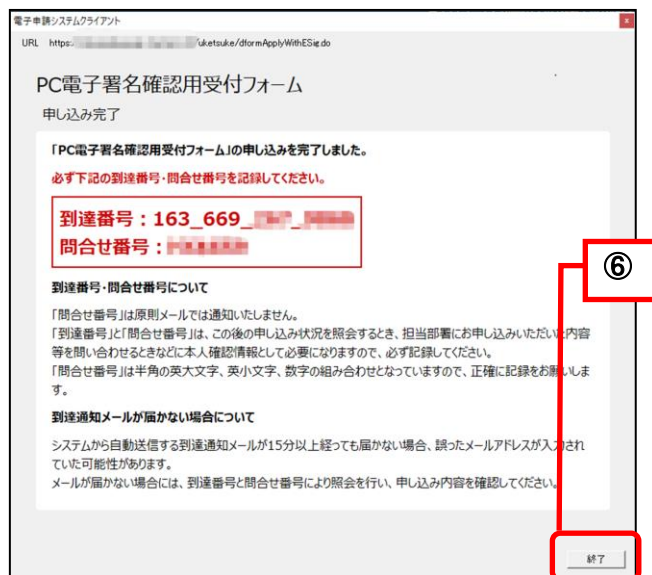 電子申請システムクライアント
URL https:/ /uketsuke/dformApplyWithESig.do
PC電子署名確認用受付フォーム
申し込み完了
「PC電子署名確認用受付フォーム」の申し込みを完了しました。
必ず下記の到達番号・問合せ番号を記録してください。
到達番号：163_669_
問合せ番号：
⑥
到達番号・問合せ番号について
「問合せ番号」は原則メールでは通知いたしません。
「到達番号」と「問合せ番号」は、この後の申し込み状況を照会するとき、担当部署にお申し込みいただいた内容
等を問い合わせるときなどに本人確認情報として必要になりますので、必ず記録してください。
「問合せ番号」は半角の英大文字、英小文字、数字の組み合わせとなっていますので、正確に記録をお願いしま
す。
到達通知メールが届かない場合について
システムから自動送信する到達通知メールが15分以上経っても届かない場合、誤ったメールアドレスが入力され
ていた可能性があります。
メールが届かない場合には、到達番号と問合せ番号により照会を行い、申し込み内容を確認してください。
終了